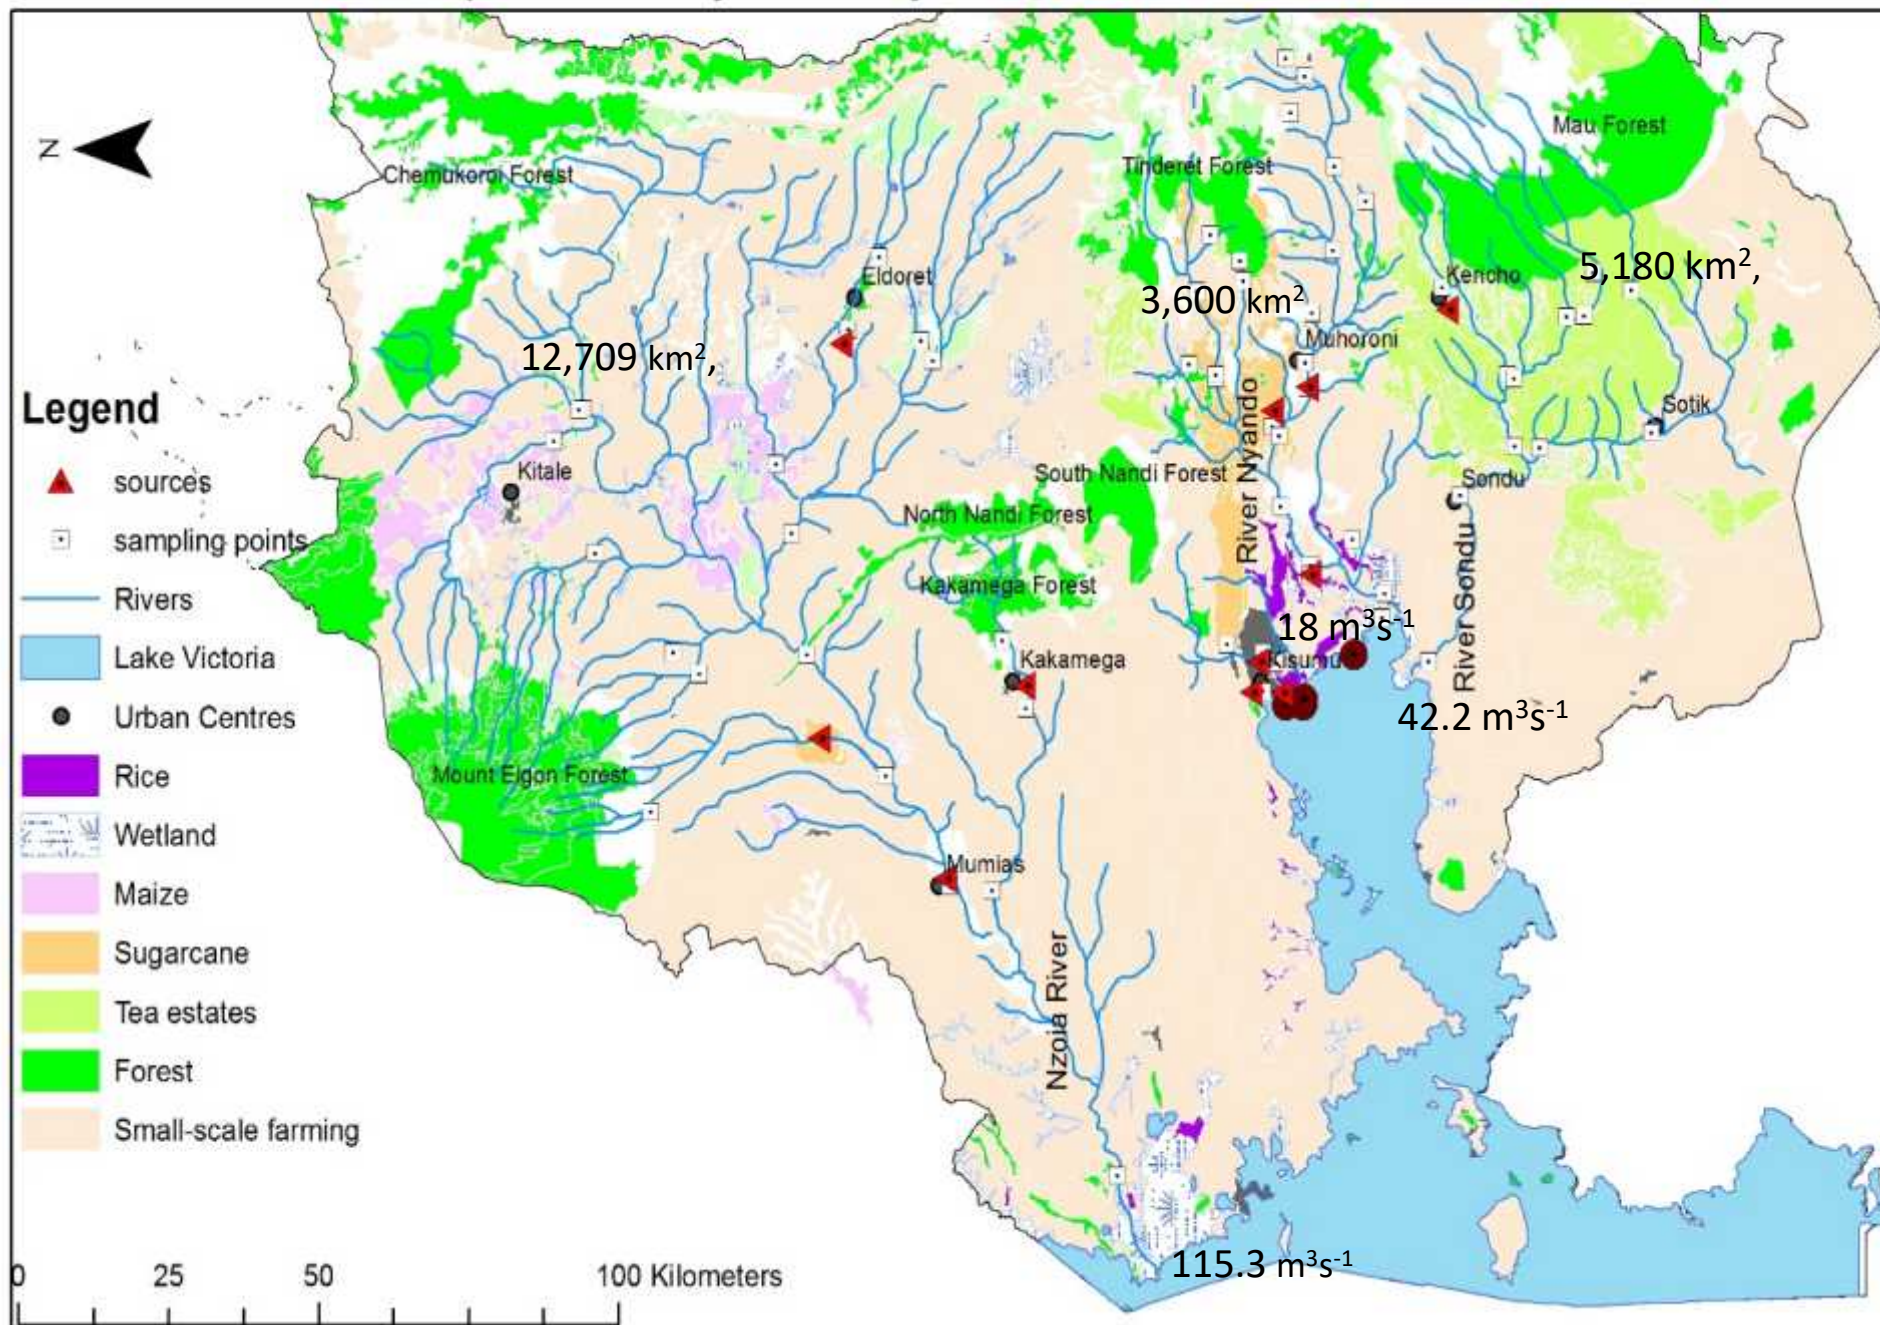 N
Chemukoroi Forest
Mau Forest
Tinderet Forest
Eldoret
Kencho
5,180 km²,
3,600 km²
Muhoroni
12,709 km²,
Sotik
Kitale
South Nandi Forest
Sondu
North Nandi Forest
River Nyando
Kakamega Forest
18 m³s⁻¹
Kakamega
Kisumu
River Sondu
42.2 m³s⁻¹
Mount Elgon Forest
Mumias
Nzoia River
115.3 m³s⁻¹
Legend
sources
sampling points
Rivers
Lake Victoria
Urban Centres
Rice
Wetland
Maize
Sugarcane
Tea estates
Forest
Small-scale farming
0 25 50 100 Kilometers